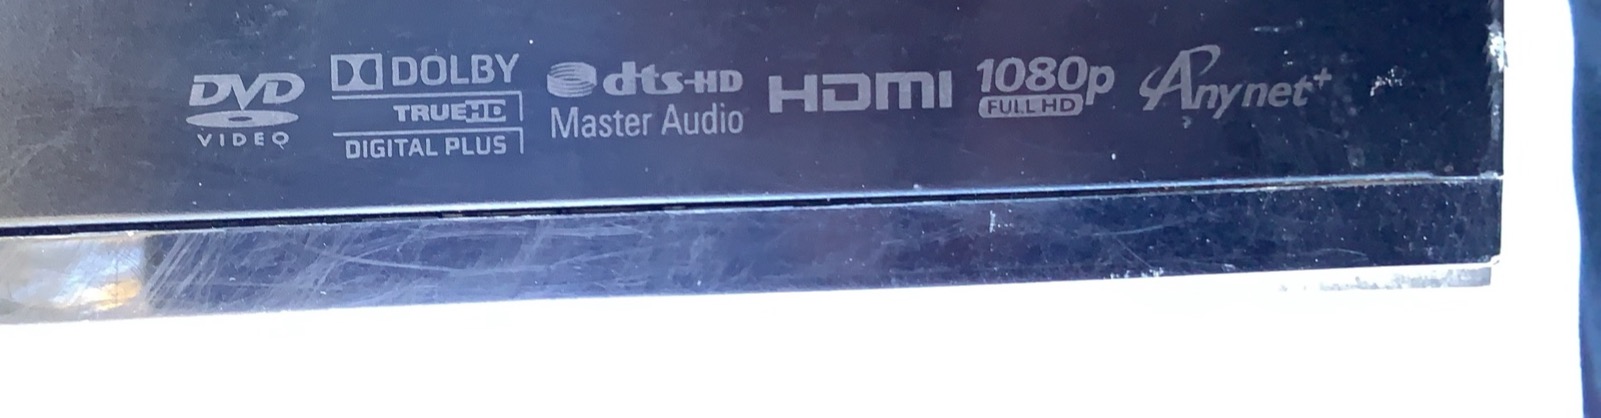 DVD
VIDEO
DOLBY
TRUEHD
DIGITAL PLUS
dts-HD
Master Audio
HDMI
1080p
FULL HD
Anynet+